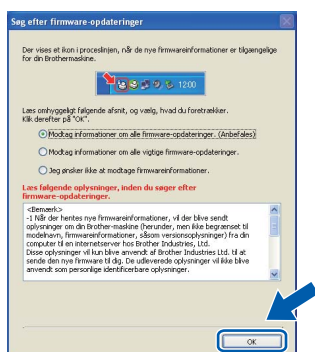 Søg efter firmware-opdateringer
Der vises et ikon i proceslinjen, når de nye firmwareinformationer er tilgængelige
for din Brothermaskine.
12:00
Læs omhyggeligt følgende afsnit, og vælg, hvad du foretrækker.
Klik derefter på "OK".
Modtag informationer om alle firmware-opdateringer. (Anbefales)
Modtag informationer om alle vigtige firmware-opdateringer.
Jeg ønsker ikke at modtage firmwareinformationer.
Læs følgende oplysninger, inden du søger efter
firmware-opdateringer.
<Bemærk>
-1 Når der hentes nye firmwareinformationer, vil der blive sendt
oplysninger om din Brother-maskine (herunder, men ikke begrænset til
modelnavn, firmwareinformationer, såsom versionsoplysninger) fra din
computer til en internetserver hos Brother Industries, Ltd.
Disse oplysninger vil kun blive anvendt af Brother Industries, Ltd. til at
sende den nye firmware til dig. De udleverede oplysninger vil ikke blive
anvendt som personlige identificerbare oplysninger.
OK